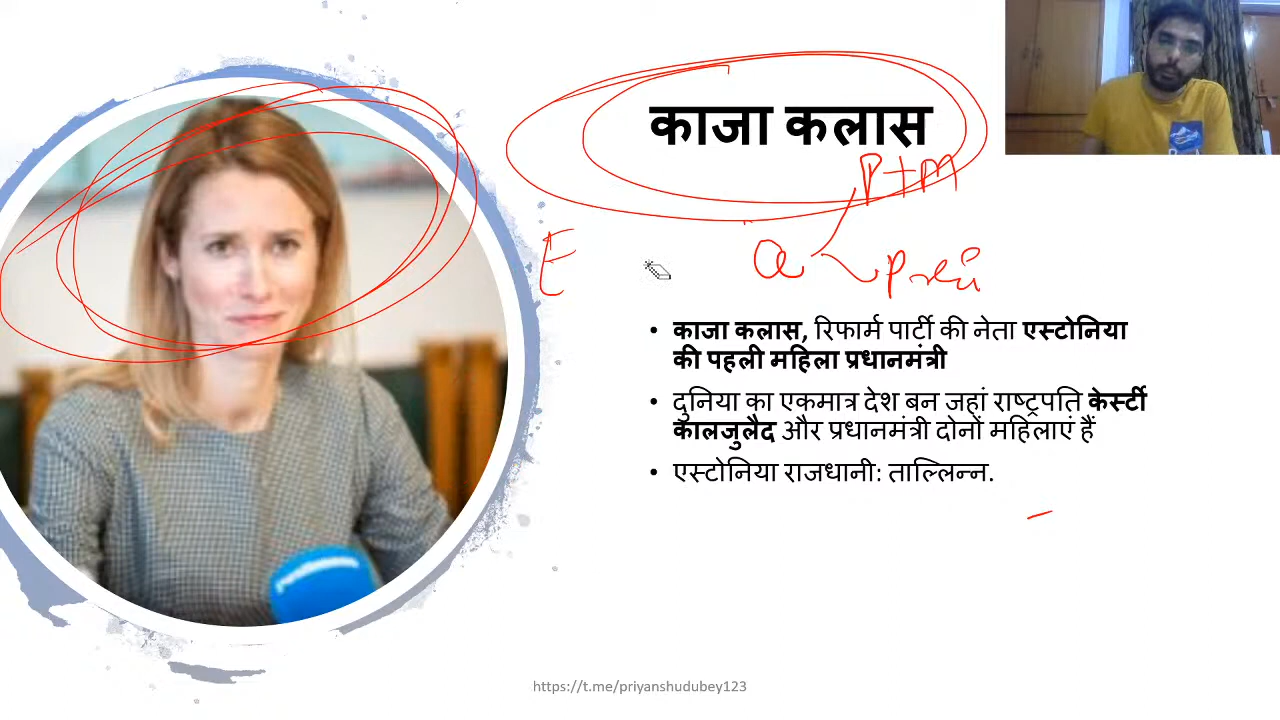 काजा कलास
P+M
E
• काजा कलास, रिफार्म पार्टी की नेता एस्टोनिया
की पहली महिला प्रधानमंत्री
• दुनिया का एकमात्र देश बन जहां राष्ट्रपति केर्स्टी
कालजुलैद और प्रधानमंत्री दोनों महिलाएं हैं
• एस्टोनिया राजधानी: ताल्लिन्न.
https://t.me/priyanshudubey123